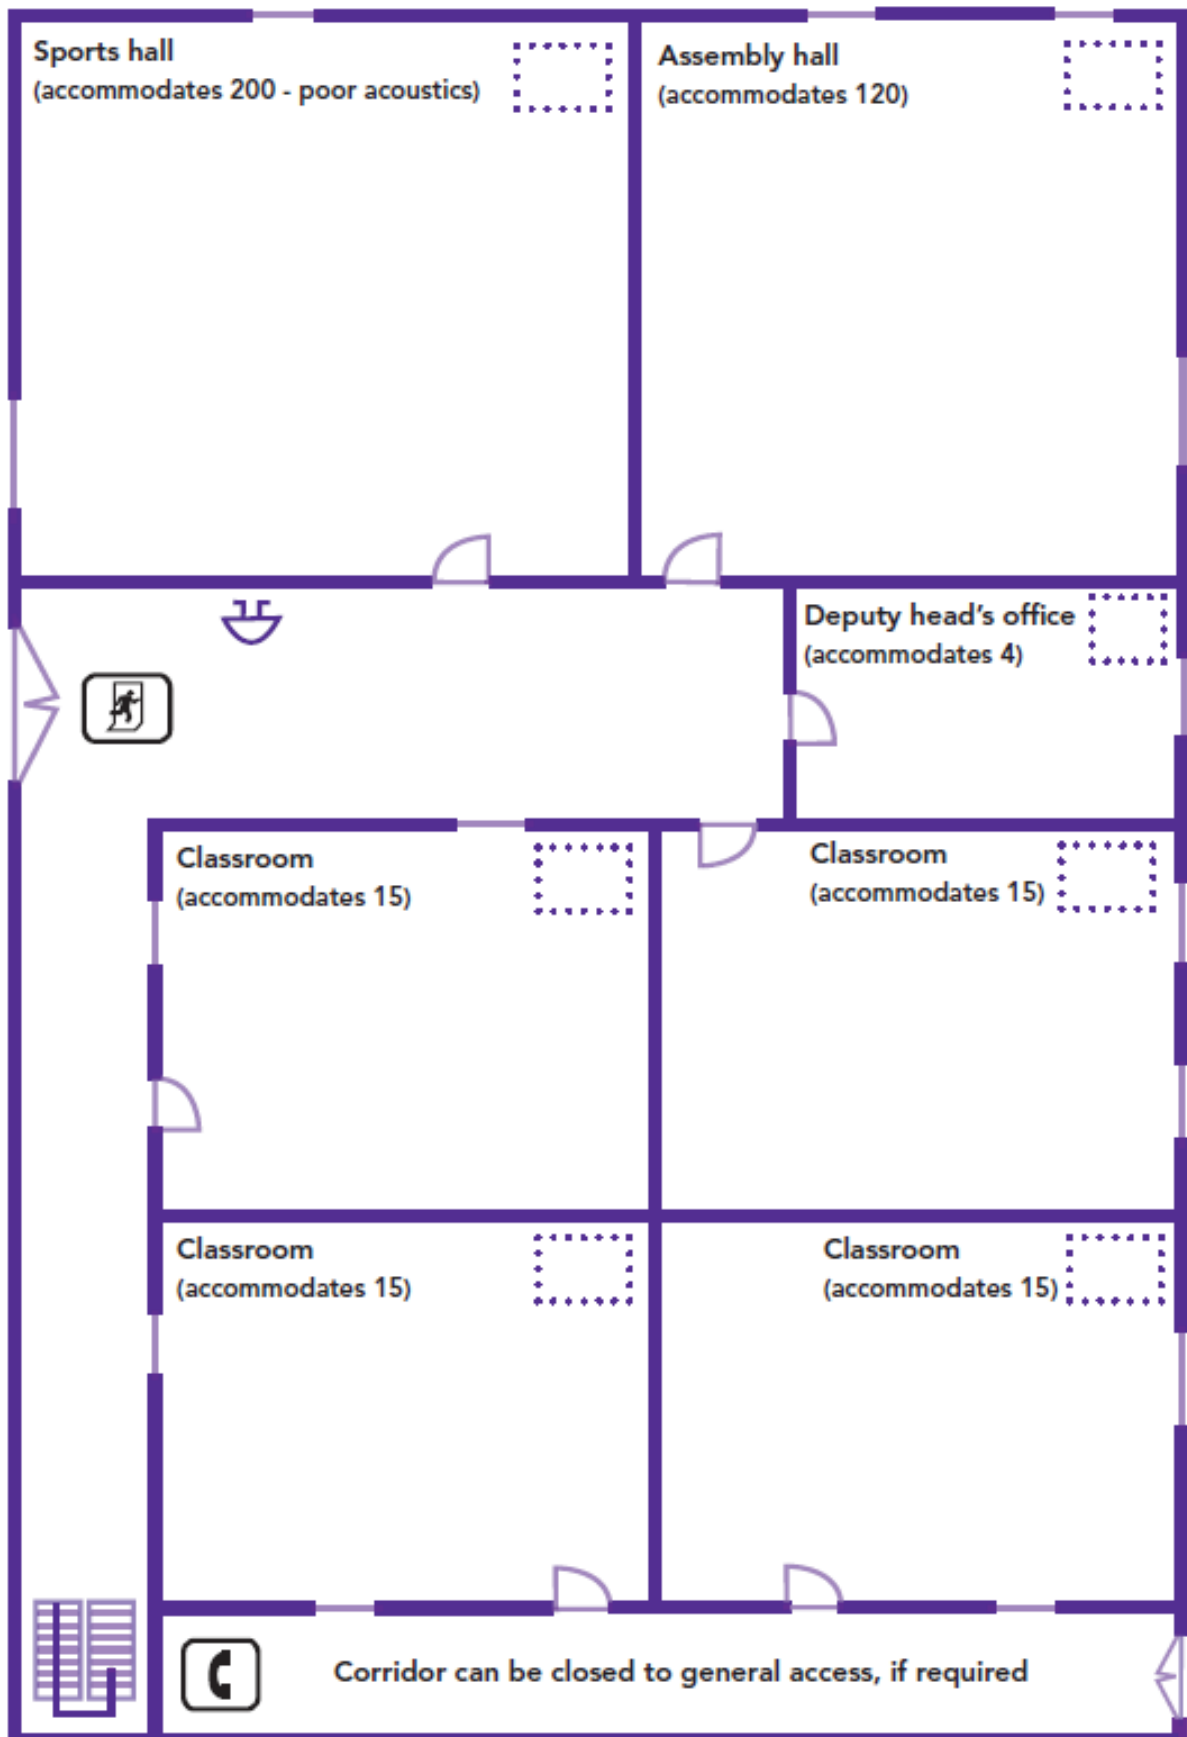 Sports hall
(accommodates 200 - poor acoustics)
Assembly hall
(accommodates 120)
Deputy head's office
(accommodates 4)
Classroom
(accommodates 15)
Classroom
(accommodates 15)
Classroom
(accommodates 15)
Classroom
(accommodates 15)
Corridor can be closed to general access, if required